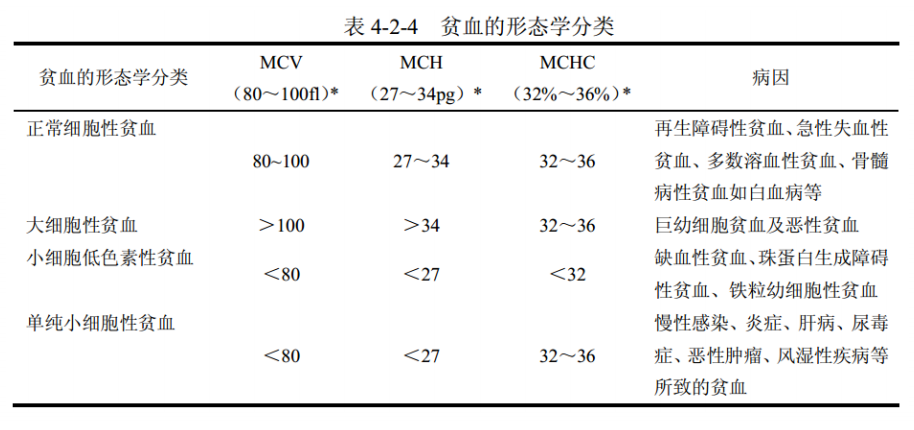 表 4-2-4 贫血的形态学分类
贫血的形态学分类 MCV MCH MCHC 病因
（80～100fl）* （27～34pg）* （32%～36%）*
正常细胞性贫血 80~100 27～34 32～36 再生障碍性贫血、急性失血性
贫血、多数溶血性贫血、骨髓
病性贫血如白血病等
大细胞性贫血 ＞100 ＞34 32～36 巨幼细胞贫血及恶性贫血
小细胞低色素性贫血 ＜80 ＜27 ＜32 缺血性贫血、珠蛋白生成障碍
性贫血、铁粒幼细胞性贫血
单纯小细胞性贫血 ＜80 ＜27 32～36 慢性感染、炎症、肝病、尿毒
症、恶性肿瘤、风湿性疾病等
所致的贫血